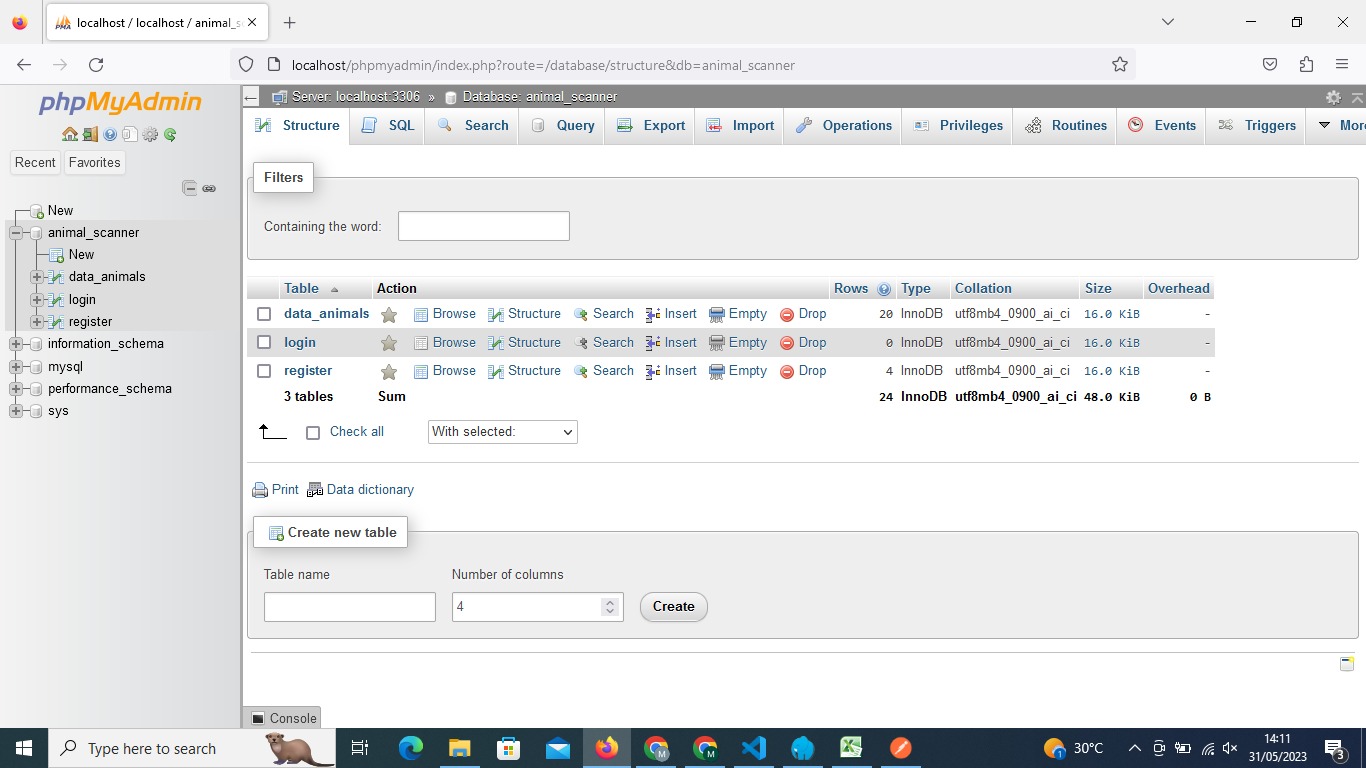 localhost / localhost / animal_s
localhost/phpmyadmin/index.php?route=/database/structure&db=animal_scanner
phpMyAdmin
Recent Favorites
New
animal_scanner
New
data_animals
login
register
information_schema
mysql
performance_schema
sys
Server: localhost:3306 » Database: animal_scanner
Structure SQL Search Query Export Import Operations Privileges Routines Events Triggers More
Filters
Containing the word:
Table Action Rows Type Collation Size Overhead
data_animals Browse Structure Search Insert Empty Drop 20 InnoDB utf8mb4_0900_ai_ci 16.0 KiB -
login Browse Structure Search Insert Empty Drop 0 InnoDB utf8mb4_0900_ai_ci 16.0 KiB -
register Browse Structure Search Insert Empty Drop 4 InnoDB utf8mb4_0900_ai_ci 16.0 KiB -
3 tables Sum 24 InnoDB utf8mb4_0900_ai_ci 48.0 KiB 0 B
Check all With selected:
Print Data dictionary
Create new table
Table name Number of columns
4 Create
Console
Type here to search
30°C
14:11
31/05/2023
3